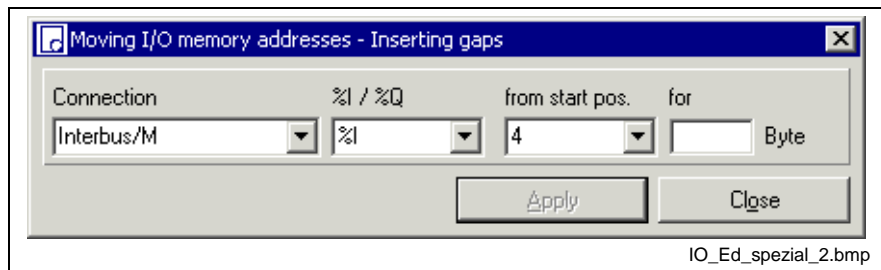 Moving I/O memory addresses - Inserting gaps
Connection %I / %Q from start pos. for
Interbus/M %I 4 Byte
Apply Close
IO_Ed_spezial_2.bmp